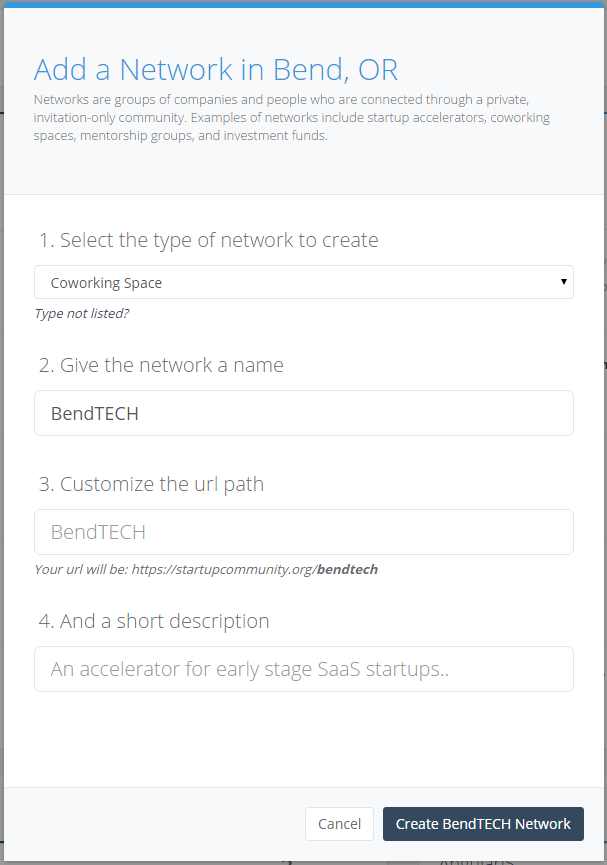 Add a Network in Bend, OR
Networks are groups of companies and people who are connected through a private,
invitation-only community. Examples of networks include startup accelerators, coworking
spaces, mentorship groups, and investment funds.
1. Select the type of network to create
Coworking Space
Type not listed?
2. Give the network a name
BendTECH
3. Customize the url path
BendTECH
Your url will be: https://startupcommunity.org/bendtech
4. And a short description
An accelerator for early stage SaaS startups..
Cancel
Create BendTECH Network